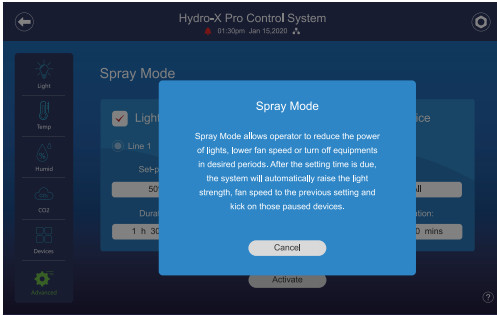 Hydro-X Pro Control System
01:30pm Jan 15,2020
Spray Mode
Light
Temp
Humid
CO2
Devices
Advanced
Light
Line 1
Set-p
50
Dura
1 h 30
Spray Mode
Spray Mode allows operator to reduce the power
of lights, lower fan speed or turn off equipments
in desired periods. After the setting time is due,
the system will automatically raise the light
strength, fan speed to the previous setting and
kick on those paused devices.
Cancel
ice
ll
tion:
0 mins
Activate
?